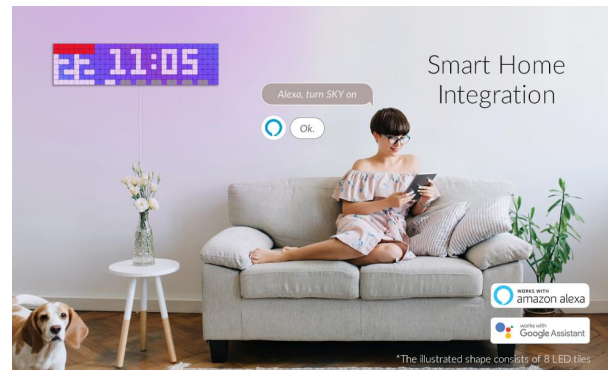 22
11:05
Smart Home
Integration
Alexa, turn SKY on
Ok.
WORKS WITH
amazon alexa
works with
Google Assistant
*The illustrated shape consists of 8 LED tiles